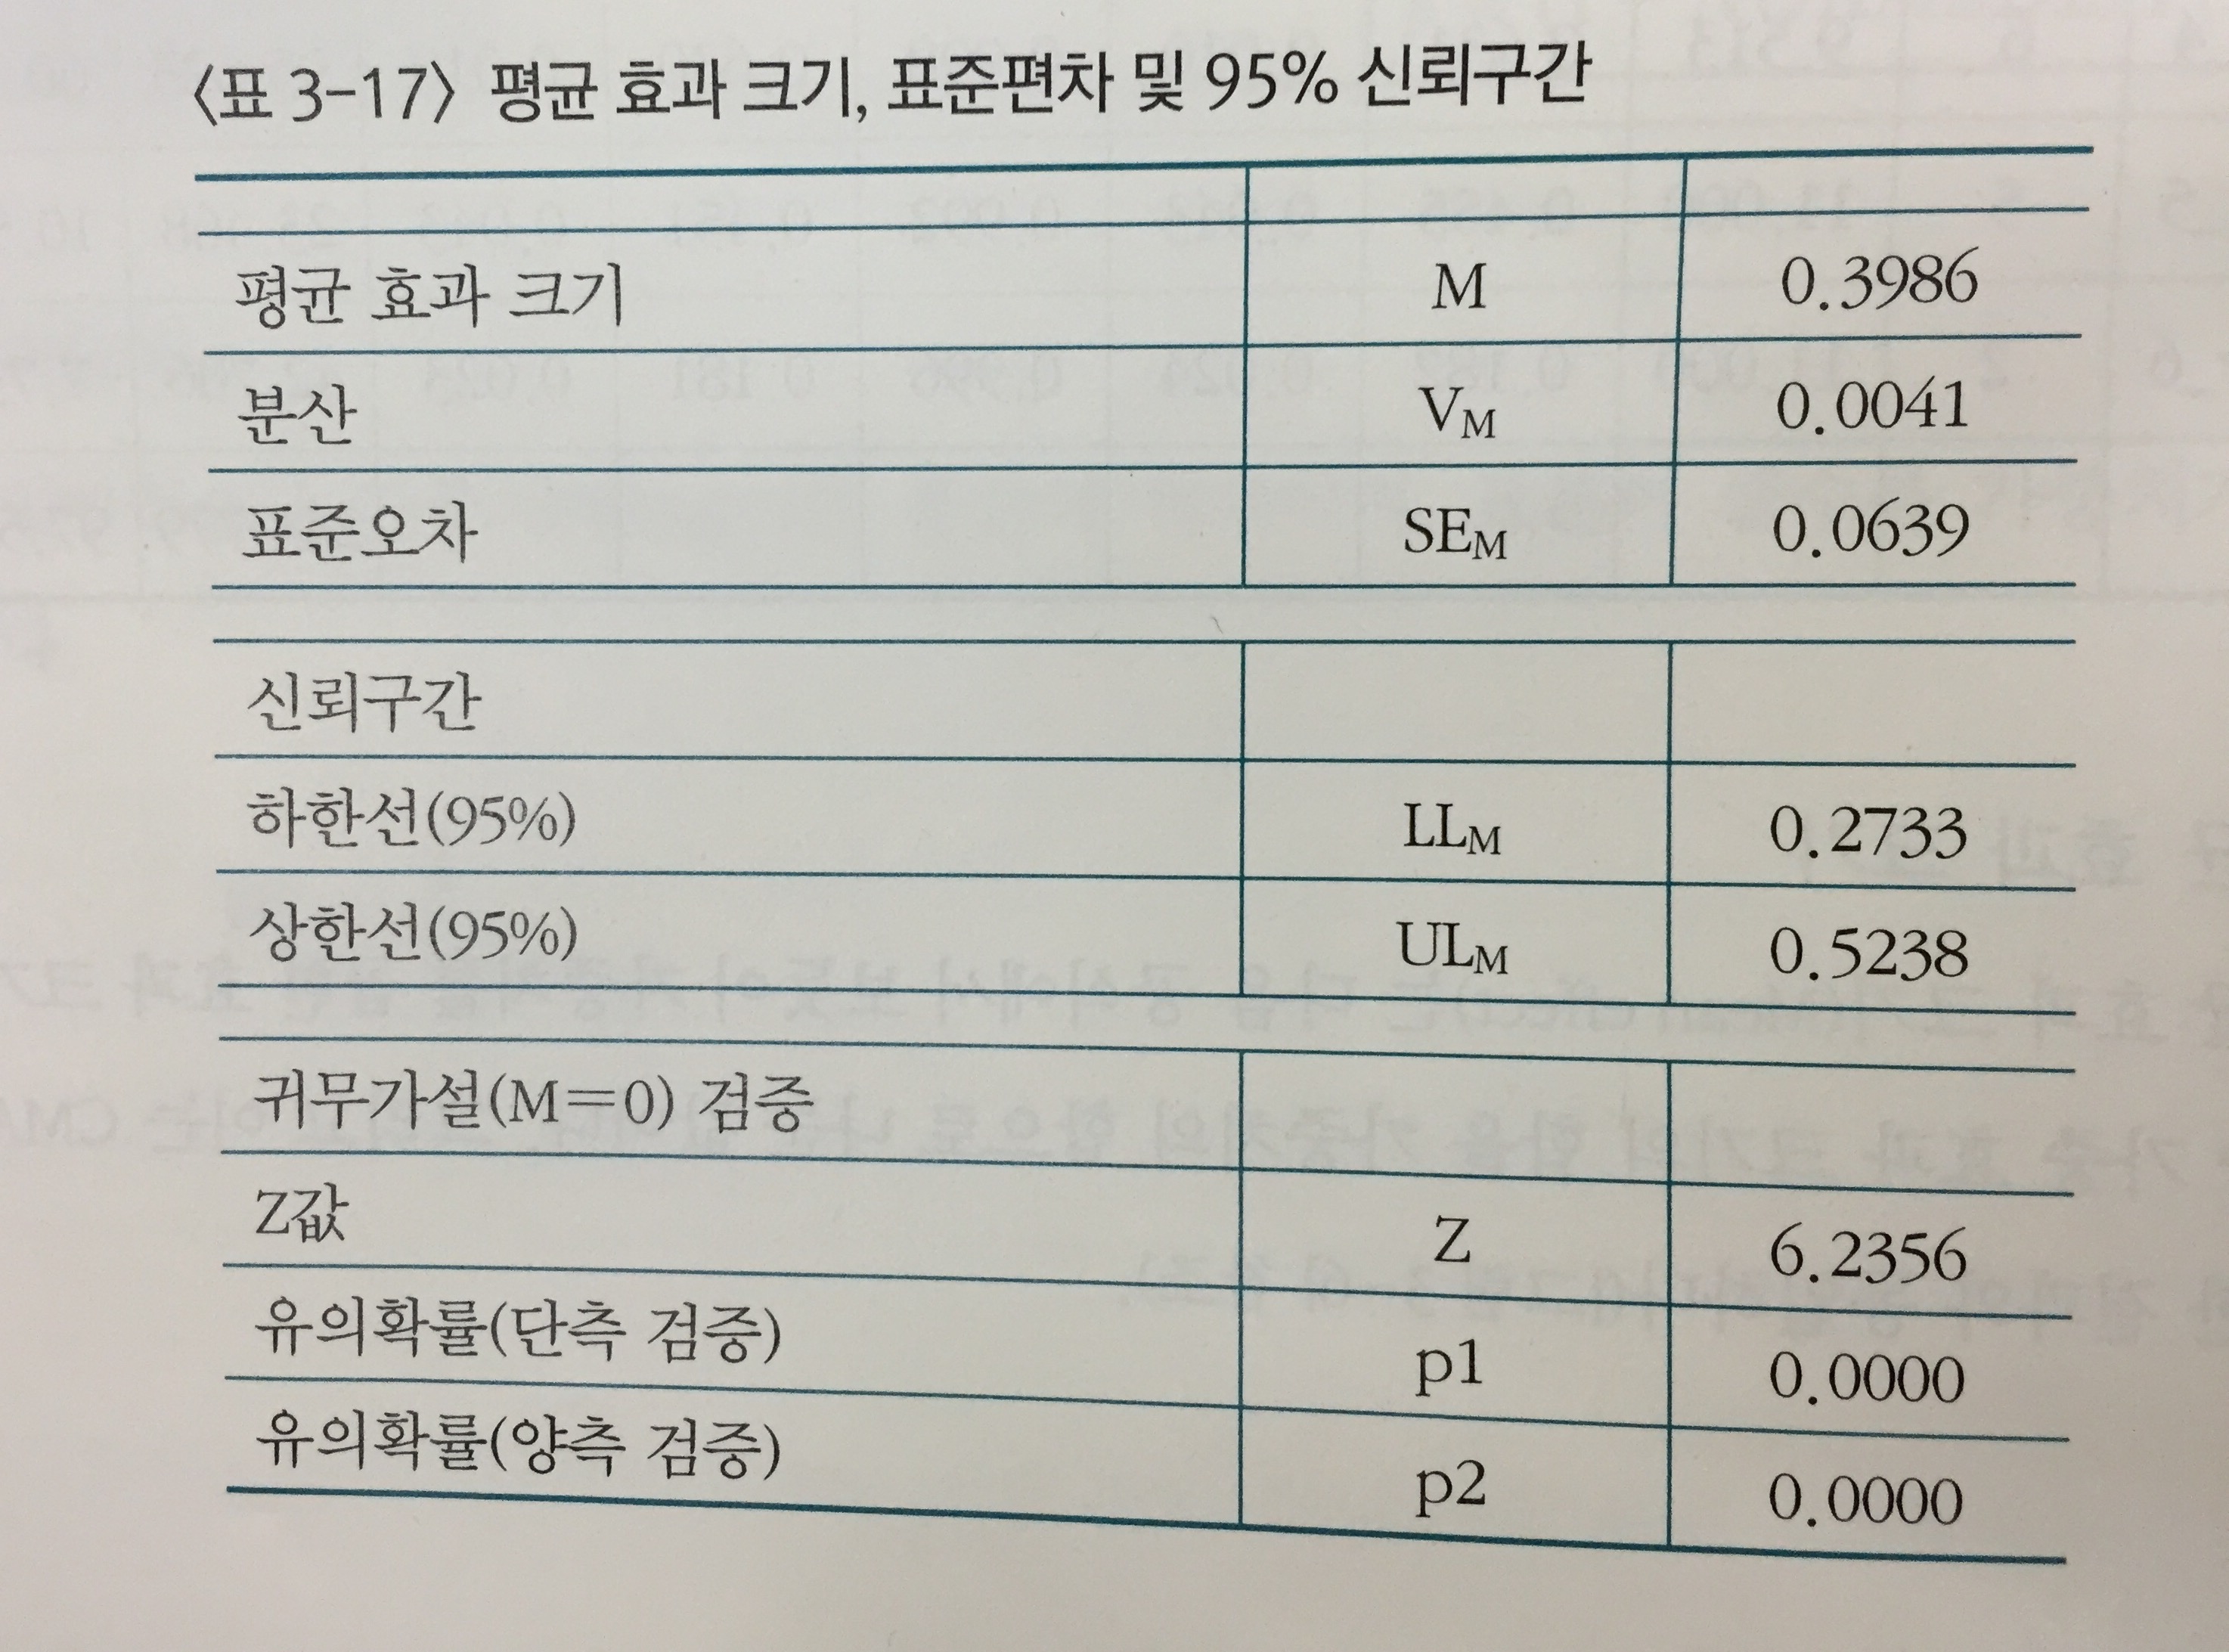 〈표 3-17〉 평균 효과 크기, 표준편차 및 95% 신뢰구간
평균 효과 크기 M 0.3986
분산 VM 0.0041
표준오차 SEM 0.0639
신뢰구간
하한선(95%) LLM 0.2733
상한선(95%) ULM 0.5238
귀무가설(M=0) 검증
Z값 Z 6.2356
유의확률(단측 검증) p1 0.0000
유의확률(양측 검증) p2 0.0000